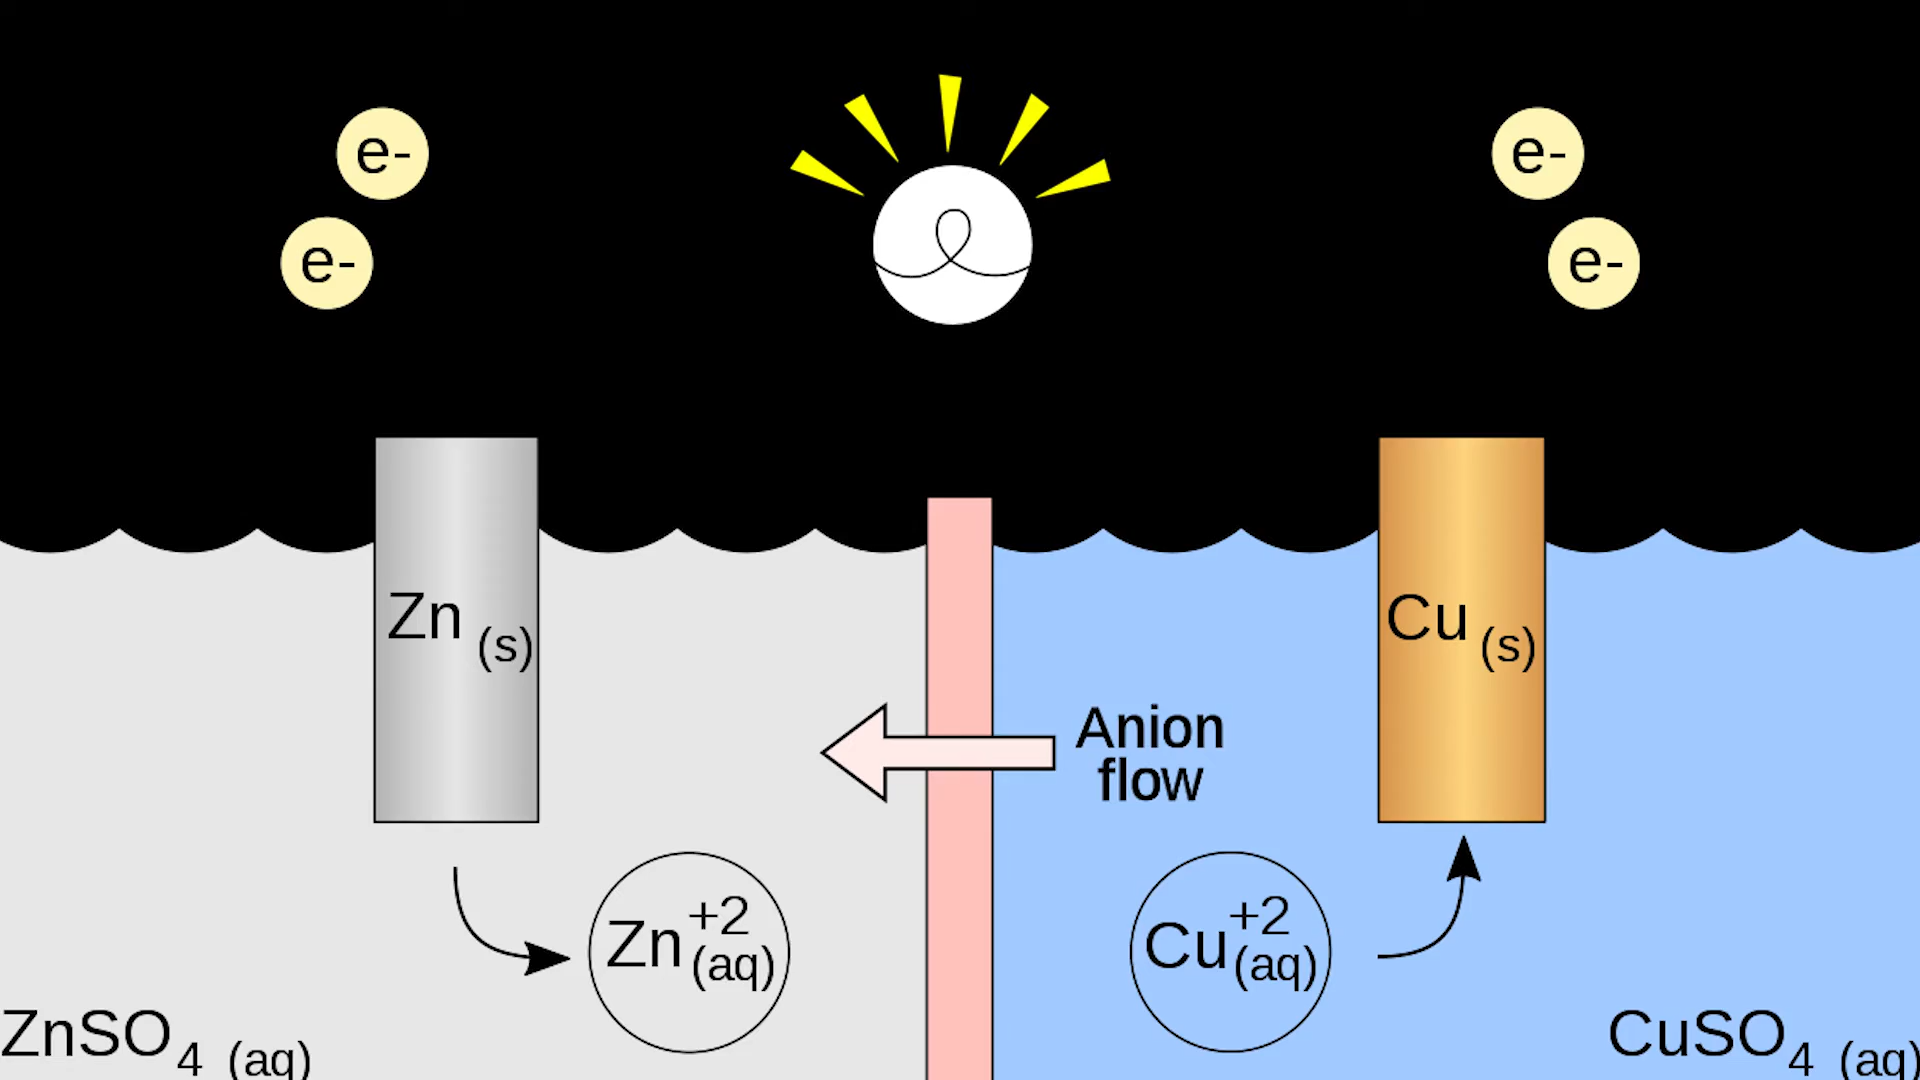 e-
e-
e-
e-
Zn (s)
Cu (s)
Anion
flow
Zn+2(aq)
Cu+2(aq)
ZnSO4 (aq)
CuSO4 (aq)